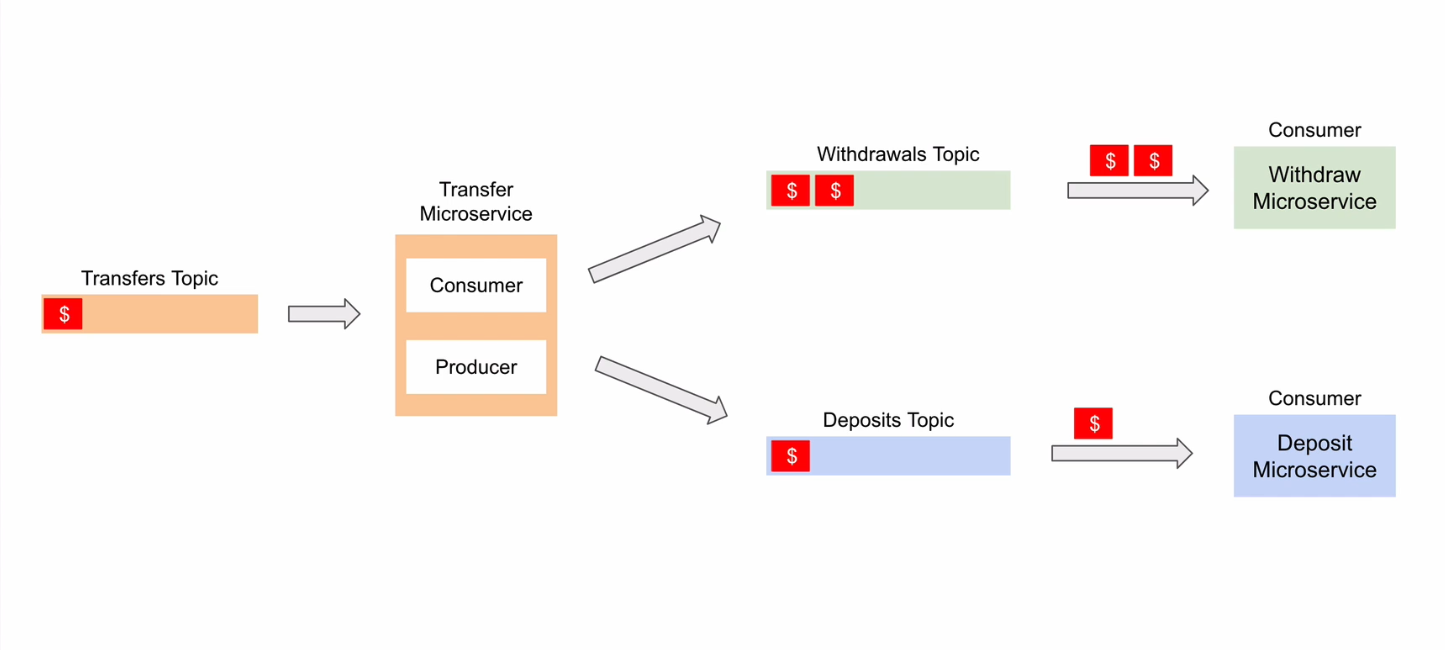 Transfers Topic
$
Transfer
Microservice
Consumer
Producer
Withdrawals Topic
$ $
$ $
Consumer
Withdraw
Microservice
Deposits Topic
$
$
Consumer
Deposit
Microservice